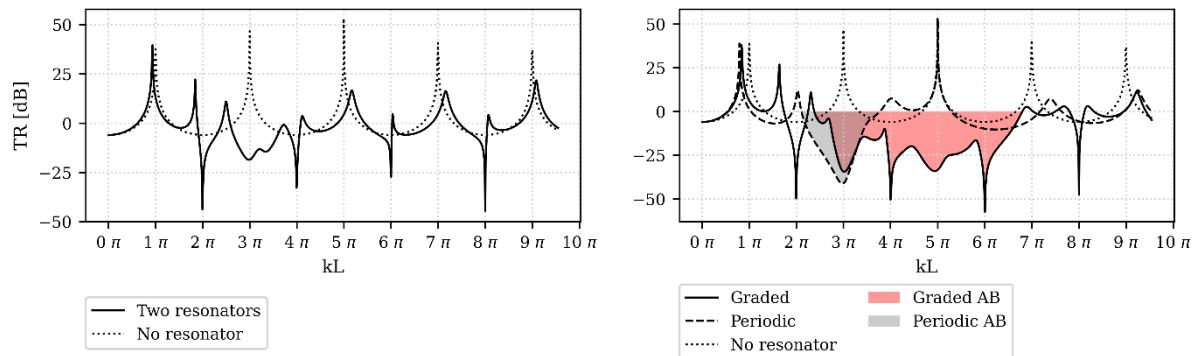 TR [dB]
50
25
0
−25
−50
0 π 1 π 2 π 3 π 4 π 5 π 6 π 7 π 8 π 9 π 10 π
kL
Two resonators
No resonator
50
25
0
−25
−50
0 π 1 π 2 π 3 π 4 π 5 π 6 π 7 π 8 π 9 π 10 π
kL
Graded
Periodic
No resonator
Graded AB
Periodic AB